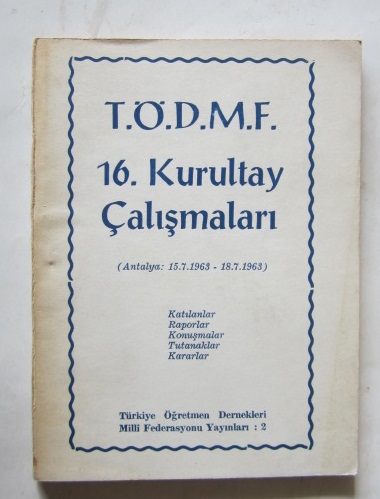 T.Ö.D.M.F.
16. Kurultay
Çalışmaları
(Antalya: 15.7.1963 - 18.7.1963)
Katılanlar
Raporlar
Konuşmalar
Tutanaklar
Kararlar
Türkiye Öğretmen Dernekleri
Milli Federasyonu Yayınları : 2